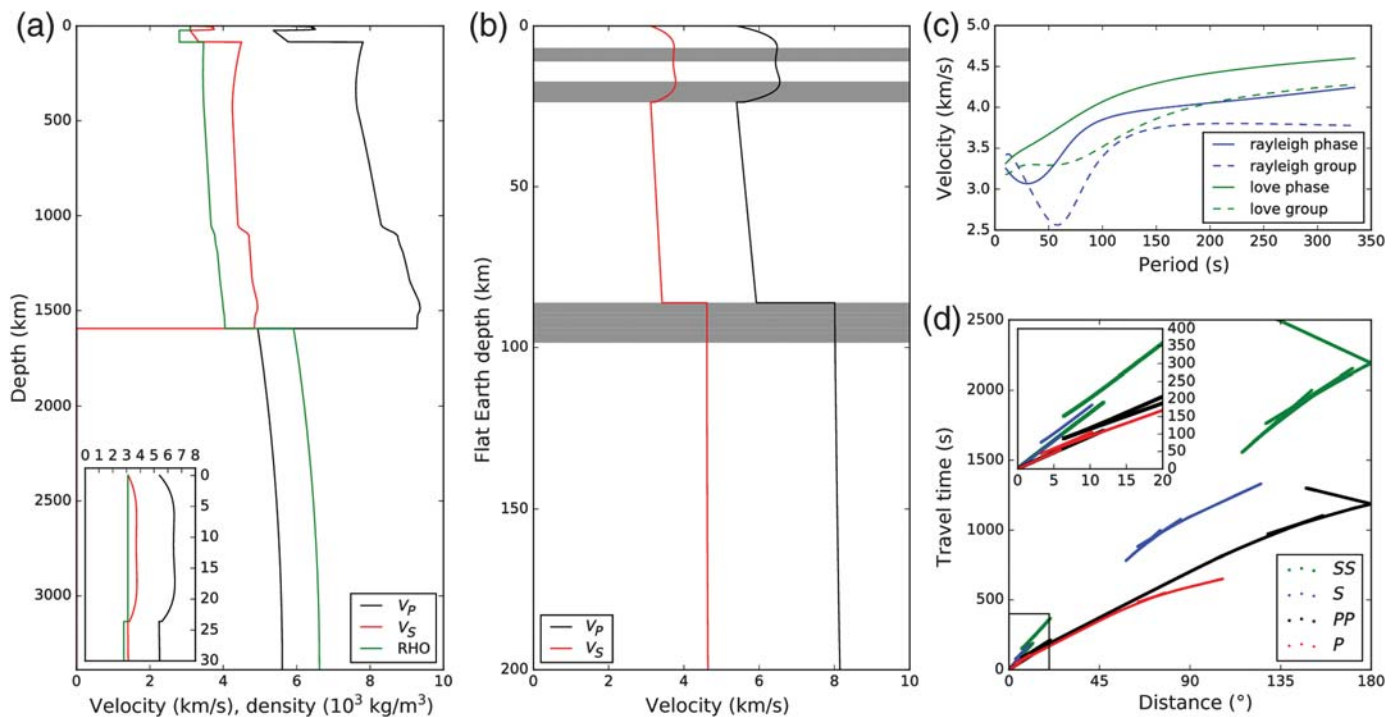 (a)
0
500
1000
1500
2000
2500
3000
Depth (km)
0 1 2 3 4 5 6 7 8
0
5
10
15
20
25
30
V_P
V_S
RHO
0 2 4 6 8 10
Velocity (km/s), density (10³ kg/m³)
(b)
0
50
100
150
200
Flat Earth depth (km)
V_P
V_S
0 2 4 6 8 10
Velocity (km/s)
(c)
5.0
4.5
4.0
3.5
3.0
2.5
Velocity (km/s)
rayleigh phase
rayleigh group
love phase
love group
0 50 100 150 200 250 300 350
Period (s)
(d)
2500
2000
1500
1000
500
0
Travel time (s)
400
350
300
250
200
150
100
50
0
0 5 10 15 20
SS
S
PP
P
0 45 90 135 180
Distance (°)